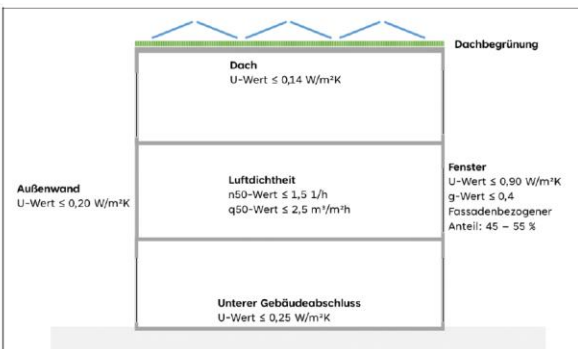 Dachbegrünung
Dach
U-Wert ≤ 0,14 W/m²K
Außenwand
U-Wert ≤ 0,20 W/m²K
Luftdichtheit
n50-Wert ≤ 1,5 1/h
q50-Wert ≤ 2,5 m³/m²h
Fenster
U-Wert ≤ 0,90 W/m²K
g-Wert ≤ 0,4
Fassadenbezogener
Anteil: 45 – 55 %
Unterer Gebäudeabschluss
U-Wert ≤ 0,25 W/m²K